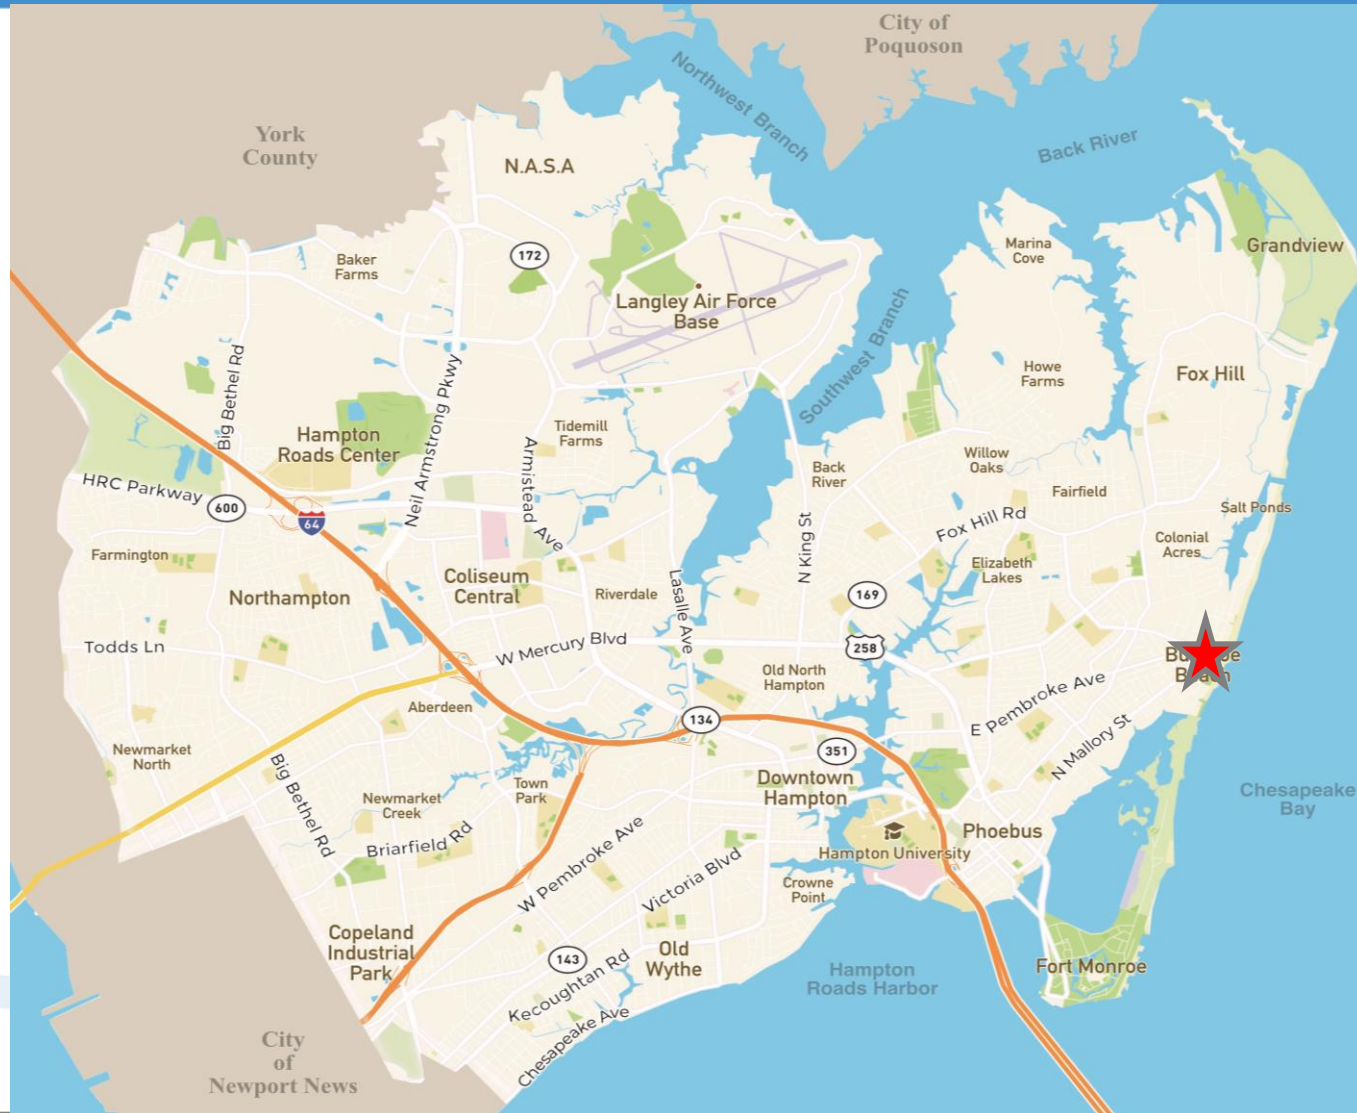 City of
Poquoson
Northwest Branch
Back River
York
County
N.A.S.A
172
Baker
Farms
Marina
Cove
Grandview
Langley Air Force
Base
Southwest Branch
Big Bethel Rd
Neil Armstrong Pkwy
Howe
Farms
Fox Hill
Hampton
Roads Center
Tidemill
Farms
Armistead Ave
Back
River
Willow
Oaks
Fairfield
HRC Parkway
600
64
Salt Ponds
Fox Hill Rd
N King St
Farmington
Colonial
Acres
Elizabeth
Lakes
Coliseum
Central
Northampton
Riverdale
Lasalle Ave
169
Todds Ln
W Mercury Blvd
258
Old North
Hampton
Aberdeen
134
E Pembroke Ave
N Mallory St
351
Newmarket
North
Big Bethel Rd
Town
Park
Downtown
Hampton
Newmarket
Creek
Chesapeake
Bay
Briarfield Rd
W Pembroke Ave
Victoria Blvd
Hampton University
Phoebus
Crowne
Point
Copeland
Industrial
Park
143
Old
Wythe
Kecoughtan Rd
Hampton
Roads Harbor
Fort Monroe
Chesapeake Ave
City
of
Newport News